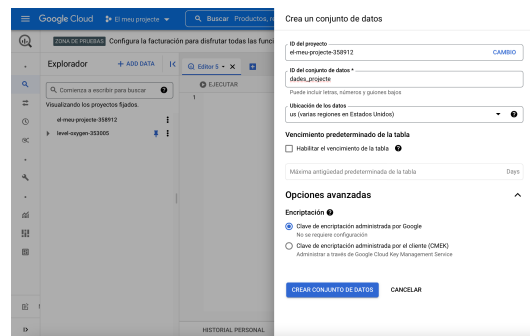 Google Cloud
El meu projecte
Buscar Productos,
ZONA DE PRUEBAS Configura la facturación para disfrutar todas las
Explorador
+ ADD DATA
Editor 5
EJECUTAR
1
Comienza a escribir para buscar
Visualizando los proyectos fijados.
el-meu-projecte-358912
level-oxygen-353005
HISTORIAL PERSONAL
Crea un conjunto de datos
ID del proyecto
el-meu-projecte-358912
CAMBIO
ID del conjunto de datos *
dades_projecte
Puede incluir letras, números y guiones bajos
Ubicación de los datos
us (varias regiones en Estados Unidos)
Vencimiento predeterminado de la tabla
Habilitar el vencimiento de la tabla
Máxima antigüedad predeterminada de la tabla
Days
Opciones avanzadas
Encriptación
Clave de encriptación administrada por Google
No se requiere configuración
Clave de encriptación administrada por el cliente (CMEK)
Administrar a través de Google Cloud Key Management Service
CREAR CONJUNTO DE DATOS
CANCELAR